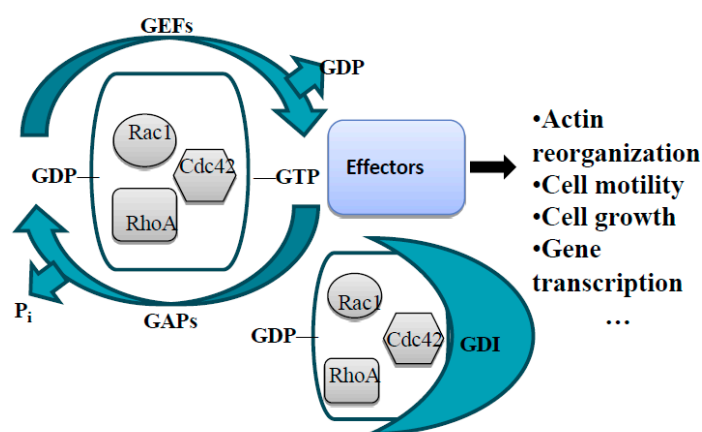 GEFs
GDP
Rac1
Cdc42
RhoA
GDP
GTP
Effectors
•Actin
reorganization
•Cell motility
•Cell growth
•Gene
transcription
...
Pi
GAPs
GDP
Rac1
Cdc42
RhoA
GDI